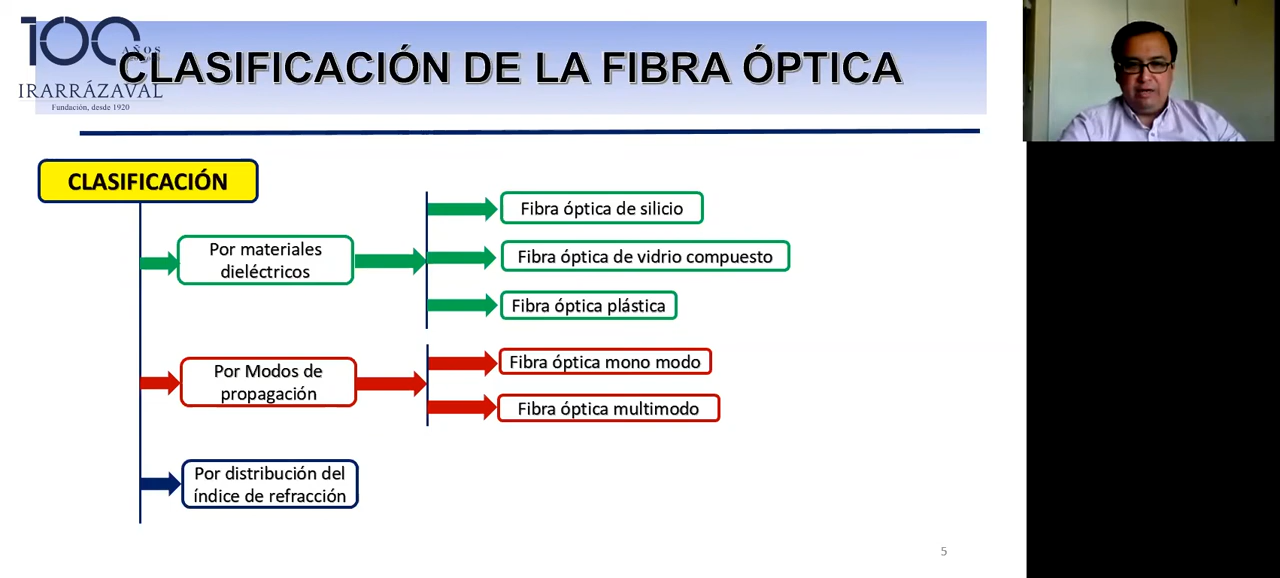 100 AÑOS
IRARRÁZAVAL
Fundación, desde 1920
CLASIFICACIÓN DE LA FIBRA ÓPTICA
CLASIFICACIÓN
Por materiales
dieléctricos
Fibra óptica de silicio
Fibra óptica de vidrio compuesto
Fibra óptica plástica
Por Modos de
propagación
Fibra óptica mono modo
Fibra óptica multimodo
Por distribución del
índice de refracción
5